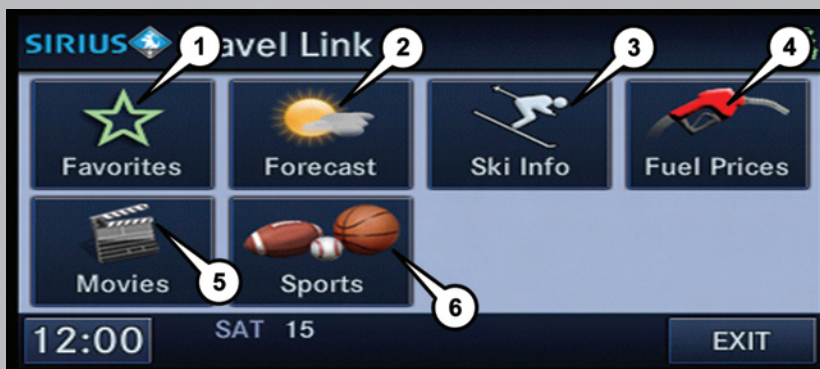 SIRIUS avel Link
1
2
3
4
Favorites
Forecast
Ski Info
Fuel Prices
Movies
5
Sports
6
12:00
SAT 15
EXIT